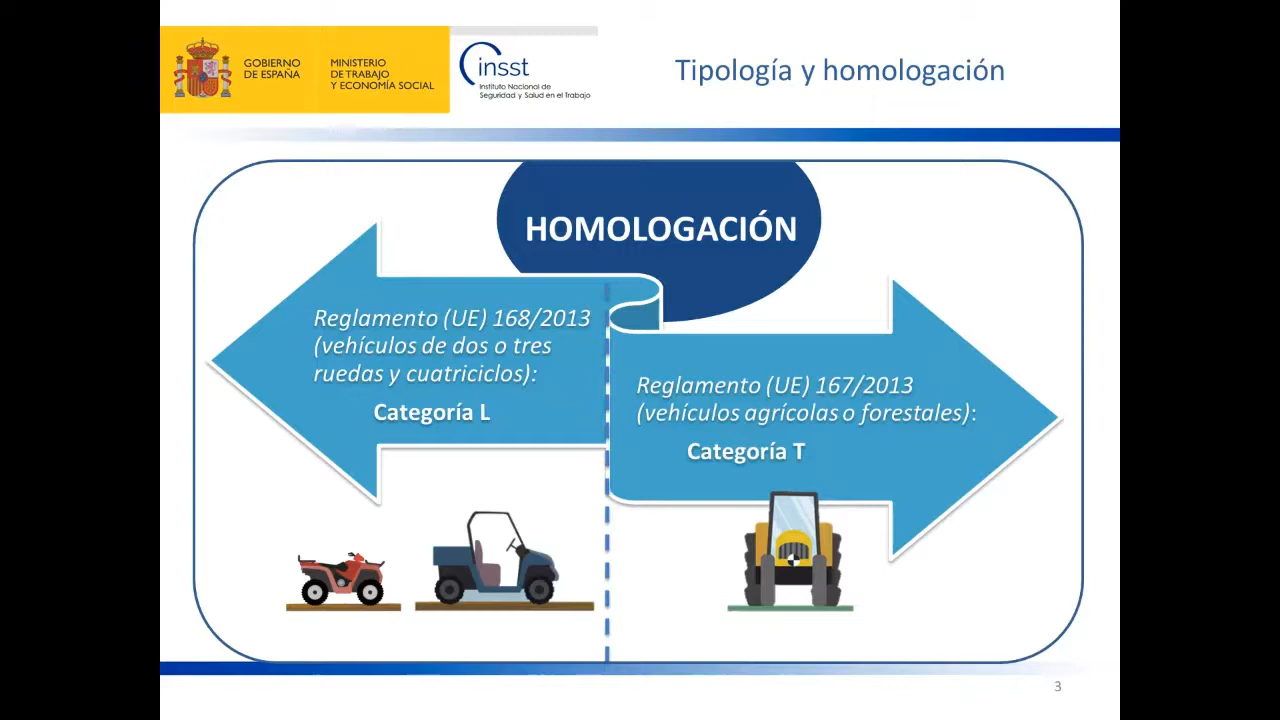 GOBIERNO
DE ESPAÑA
MINISTERIO
DE TRABAJO
Y ECONOMÍA SOCIAL
insst
Instituto Nacional de
Seguridad y Salud en el Trabajo
Tipología y homologación
HOMOLOGACIÓN
Reglamento (UE) 168/2013
(vehículos de dos o tres
ruedas y cuatriciclos):
Categoría L
Reglamento (UE) 167/2013
(vehículos agrícolas o forestales):
Categoría T
3